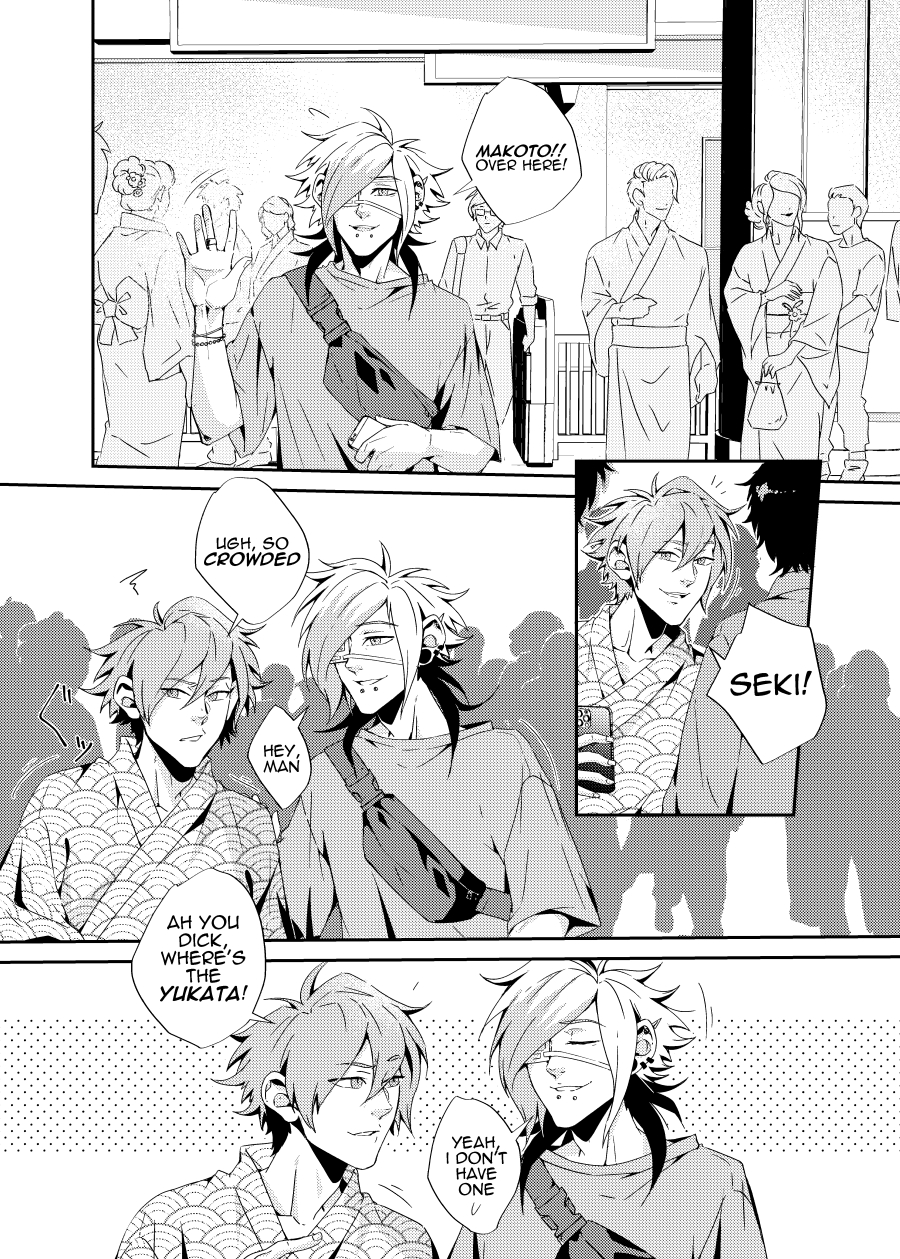 MAKOTO!!
OVER HERE!
SEKI!
UGH, SO
CROWDED
HEY,
MAN
AH YOU
DICK,
WHERE'S
THE
YUKATA!
YEAH,
I DON'T
HAVE
ONE